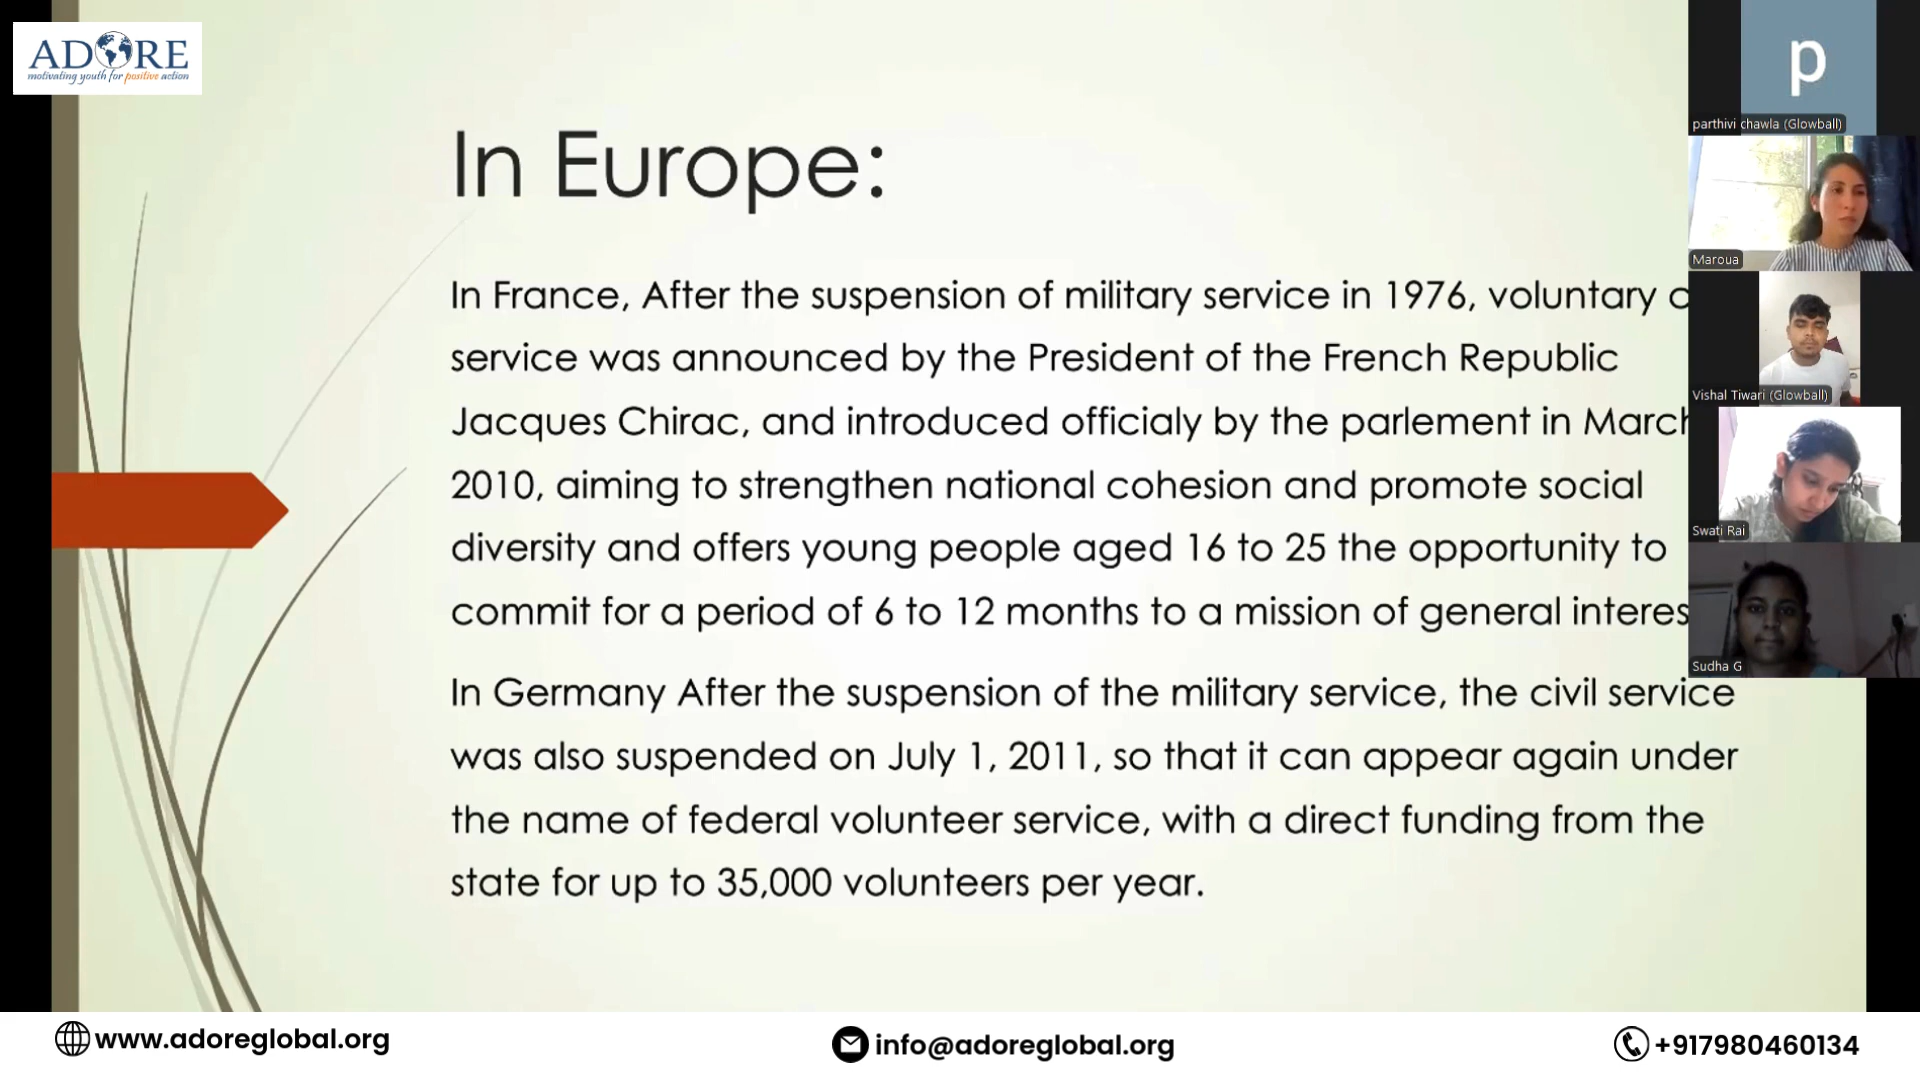 ADORE
motivating youth for positive action
In Europe:
In France, After the suspension of military service in 1976, voluntary
service was announced by the President of the French Republic
Jacques Chirac, and introduced officialy by the parlement in March
2010, aiming to strengthen national cohesion and promote social
diversity and offers young people aged 16 to 25 the opportunity to
commit for a period of 6 to 12 months to a mission of general interes
In Germany After the suspension of the military service, the civil service
was also suspended on July 1, 2011, so that it can appear again under
the name of federal volunteer service, with a direct funding from the
state for up to 35,000 volunteers per year.
p
parthivi chawla (Glowball)
Maroua
Vishal Tiwari (Glowball)
Swati Rai
Sudha G
www.adoreglobal.org
info@adoreglobal.org
+917980460134